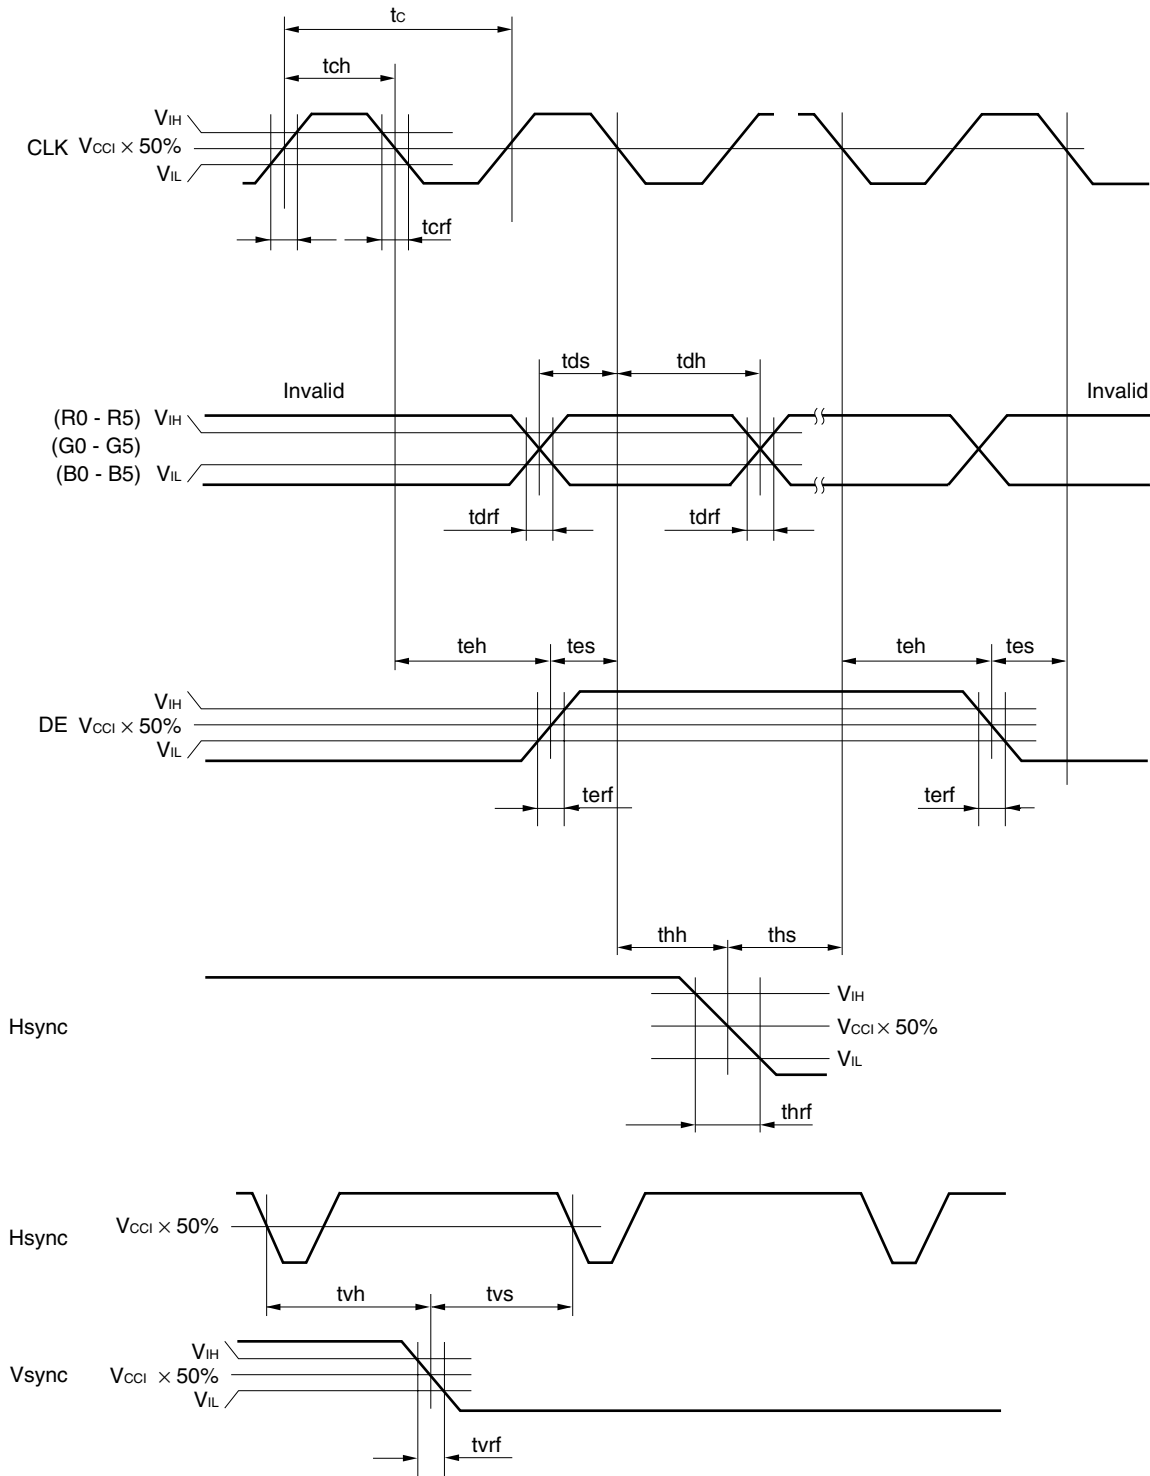 tc
tch
VIH
CLK VCCI × 50%
VIL
tcrf
tds tdh
Invalid Invalid
(R0 - R5) VIH
(G0 - G5)
(B0 - B5) VIL
tdrf tdrf
teh tes teh tes
VIH
DE VCCI × 50%
VIL
terf terf
thh ths
VIH
Hsync VCCI × 50%
VIL
thrf
VCCI × 50%
Hsync
tvh tvs
VIH
Vsync VCCI × 50%
VIL
tvrf